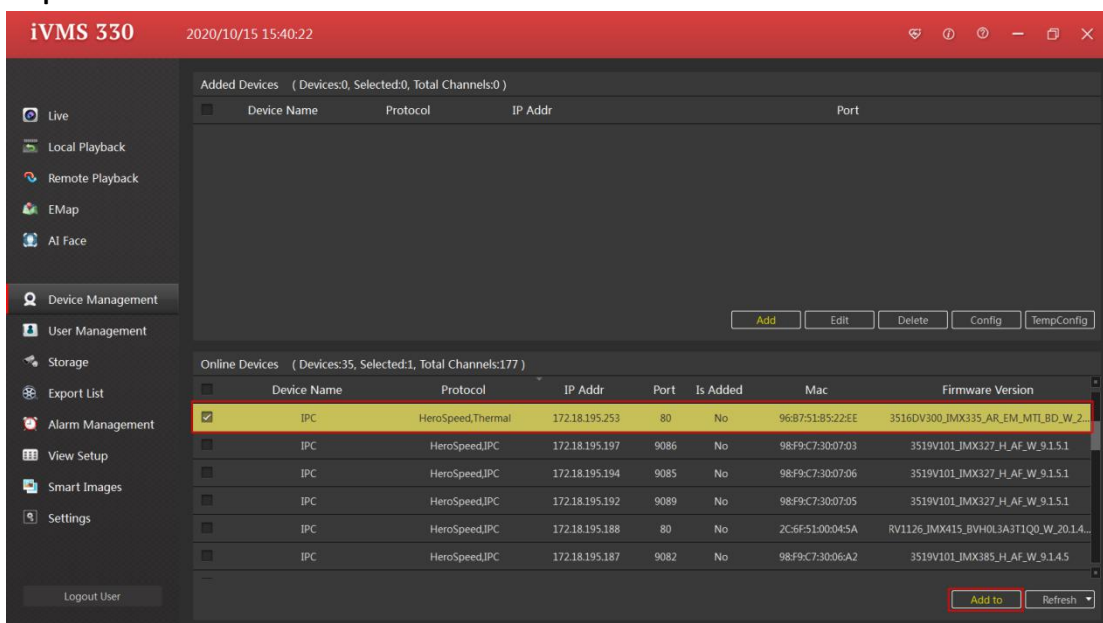 iVMS 330 2020/10/15 15:40:22
Added Devices ( Devices:0, Selected:0, Total Channels:0 )
Device Name Protocol IP Addr Port
Live
Local Playback
Remote Playback
EMap
AI Face
Device Management
User Management
Storage
Export List
Alarm Management
View Setup
Smart Images
Settings
Logout User
Add Edit Delete Config TempConfig
Online Devices ( Devices:35, Selected:1, Total Channels:177 )
Device Name Protocol IP Addr Port Is Added Mac Firmware Version
IPC HeroSpeed,Thermal 172.18.195.253 80 No 96:B7:51:B5:22:EE 3516DV300_IMX335_AR_EM_MTI_BD_W_2...
IPC HeroSpeed,IPC 172.18.195.197 9086 No 98:F9:C7:30:07:03 3519V101_IMX327_H_AF_W_9.1.5.1
IPC HeroSpeed,IPC 172.18.195.194 9085 No 98:F9:C7:30:07:06 3519V101_IMX327_H_AF_W_9.1.5.1
IPC HeroSpeed,IPC 172.18.195.192 9089 No 98:F9:C7:30:07:05 3519V101_IMX327_H_AF_W_9.1.5.1
IPC HeroSpeed,IPC 172.18.195.188 80 No 2C:6F:51:00:04:5A RV1126_IMX415_BVH0L3A3T1Q0_W_20.1.4...
IPC HeroSpeed,IPC 172.18.195.187 9082 No 98:F9:C7:30:06:A2 3519V101_IMX385_H_AF_W_9.1.4.5
Add to Refresh